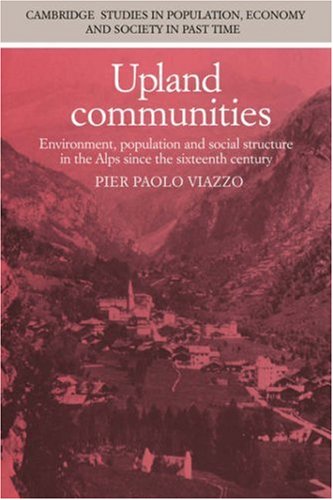 CAMBRIDGE STUDIES IN POPULATION, ECONOMY
AND SOCIETY IN PAST TIME
Upland
communities
Environment, population and social structure
in the Alps since the sixteenth century
PIER PAOLO VIAZZO